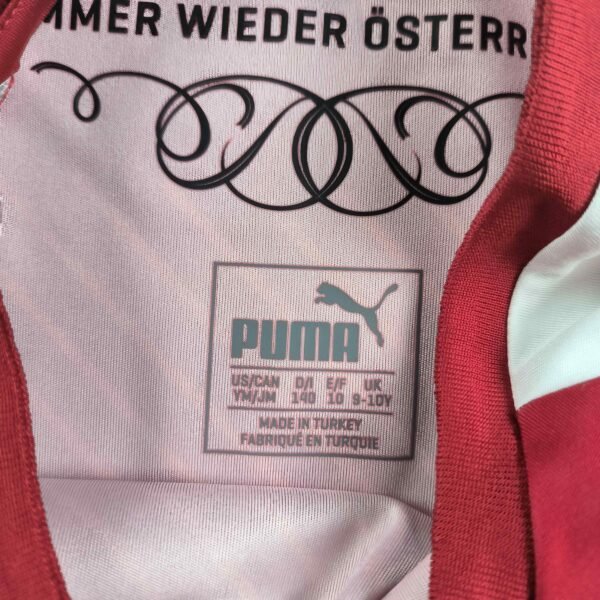 MMER WIEDER ÖSTERR
PUMA
US/CAN D/I E/F UK
YM/JM 140 10 9-10Y
MADE IN TURKEY
FABRIQUÉ EN TURQUIE